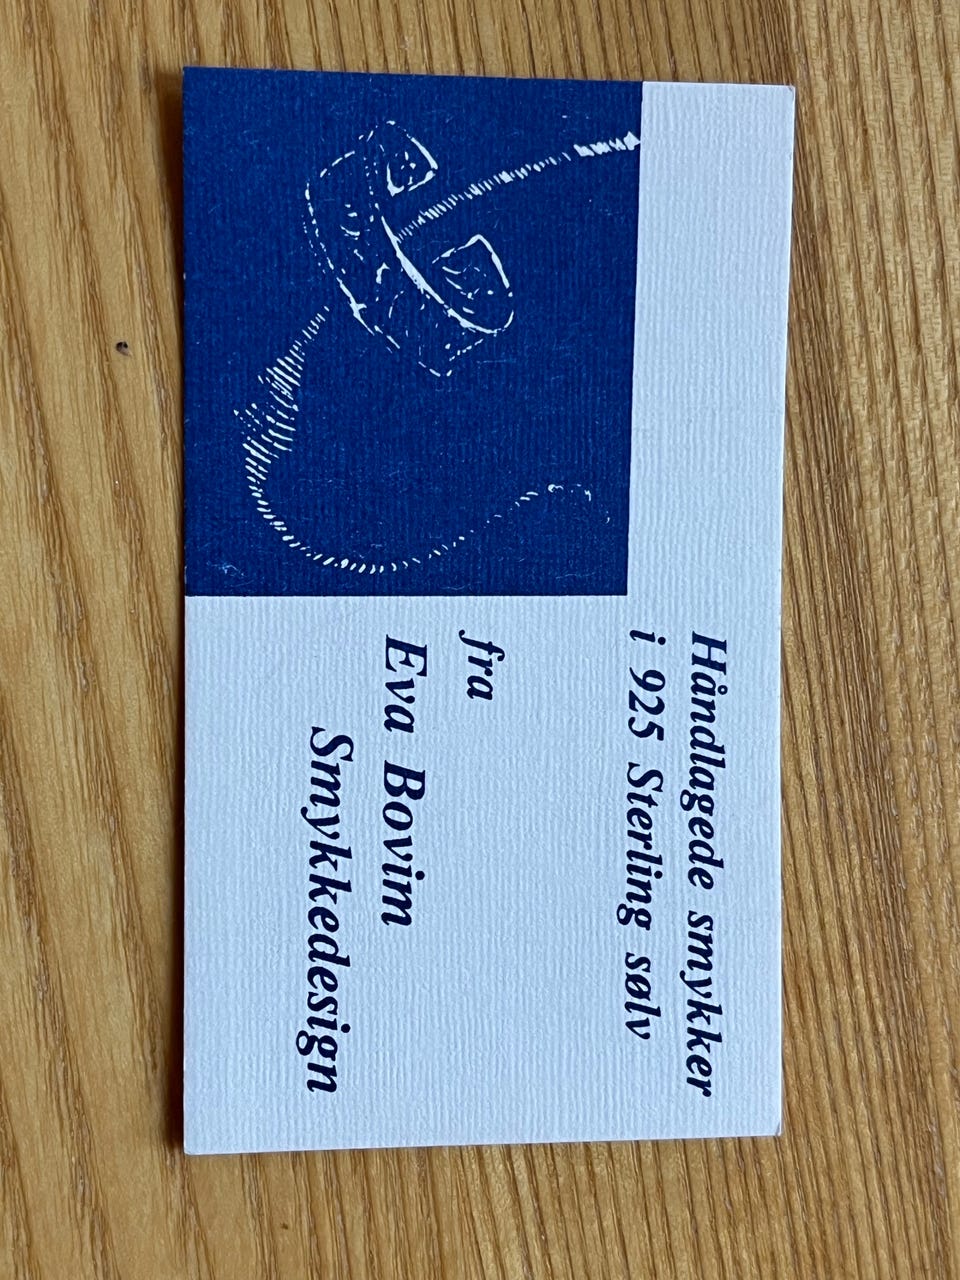 Håndlagede smykker
i 925 Sterling sølv
fra
Eva Bovim
Smykkedesign